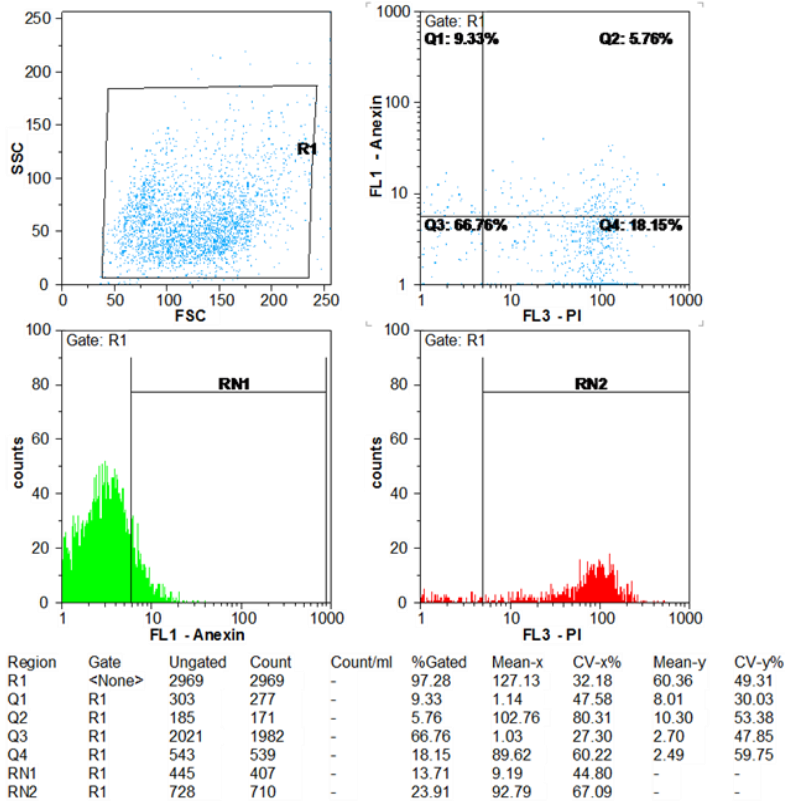 250
200
150
100
50
0
SSC
R1
0 50 100 150 200 250
FSC
Gate: R1
Q1: 9.33% Q2: 5.76%
Q3: 66.76% Q4: 18.15%
1000
100
10
1
FL1 - Anexin
1 10 100 1000
FL3 - PI
Gate: R1
RN1
100
80
60
40
20
0
counts
1 10 100 1000
FL1 - Anexin
Gate: R1
RN2
100
80
60
40
20
0
counts
1 10 100 1000
FL3 - PI
Region Gate Ungated Count Count/ml %Gated Mean-x CV-x% Mean-y CV-y%
R1 <None> 2969 2969 - 97.28 127.13 32.18 60.36 49.31
Q1 R1 303 277 - 9.33 1.14 47.58 8.01 30.03
Q2 R1 185 171 - 5.76 102.76 80.31 10.30 53.38
Q3 R1 2021 1982 - 66.76 1.03 27.30 2.70 47.85
Q4 R1 543 539 - 18.15 89.62 60.22 2.49 59.75
RN1 R1 445 407 - 13.71 9.19 44.80 - -
RN2 R1 728 710 - 23.91 92.79 67.09 - -